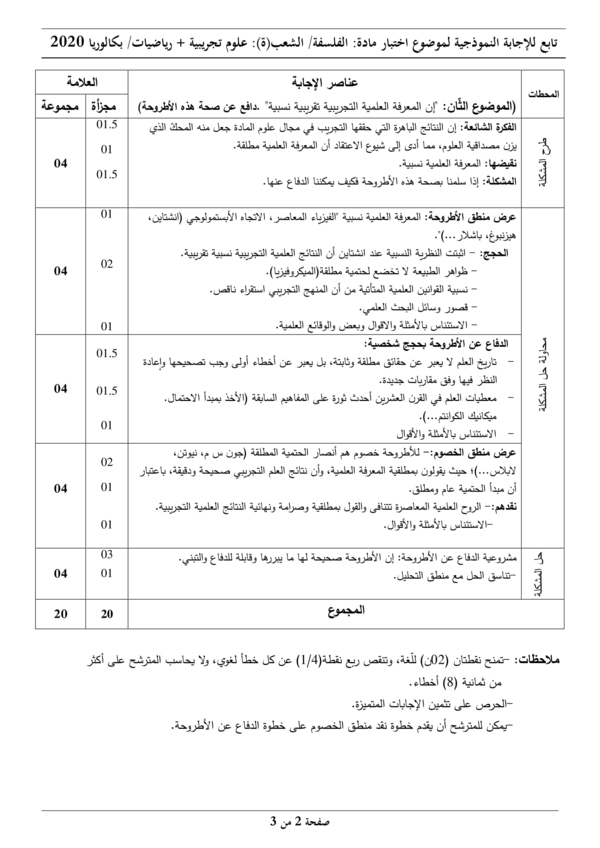 تابع للإجابة النموذجية لموضوع اختبار مادة: الفلسفة/ الشعب(ة): علوم تجريبية + رياضيات/ بكالوريا 2020
المحطات
عناصر الإجابة
العلامة
(الموضوع الثّان: "إن المعرفة العلمية التجريبية تقريبية نسبية" .دافع عن صحة هذه الأطروحة)
مجزأة
مجموعة
طرح المشكلة
الفكرة الشائعة: إن النتائج الباهرة التي حققها التجريب في مجال علوم المادة جعل منه المحكّ الذي
يزن مصداقية العلوم، مما أدى إلى شيوع الاعتقاد أن المعرفة العلمية مطلقة.
نقيضها: المعرفة العلمية نسبية.
المشكلة: إذا سلمنا بصحة هذه الأطروحة فكيف يمكننا الدفاع عنها.
01.5
01
01.5
04
محاولة حل المشكلة
عرض منطق الأطروحة: المعرفة العلمية نسبية "الفيزياء المعاصر، الاتجاه الأبستمولوجي (انشتاين،
هيزنبوغ، باشلار ...)".
الحجج: - اثبتت النظرية النسبية عند انشتاين أن النتائج العلمية التجريبية نسبية تقريبية.
- ظواهر الطبيعة لا تخضع لحتمية مطلقة(الميكروفيزيا).
- نسبية القوانين العلمية المتأتية من أن المنهج التجريبي استقراء ناقص.
- قصور وسائل البحث العلمي.
- الاستئناس بالأمثلة والاقوال وبعض والوقائع العلمية.
01
02
01
04
الدفاع عن الأطروحة بحجج شخصية:
- تاريخ العلم لا يعبر عن حقائق مطلقة وثابتة، بل يعبر عن أخطاء أولى وجب تصحيحها وإعادة
النظر فيها وفق مقاربات جديدة.
- معطيات العلم في القرن العشرين أحدث ثورة على المفاهيم السابقة (الأخذ بمبدأ الاحتمال.
ميكانيك الكوانتم...).
- الاستئناس بالأمثلة والأقوال
01.5
01.5
01
04
عرض منطق الخصوم:- للأطروحة خصوم هم أنصار الحتمية المطلقة (جون س م، نيوتن،
لابلاس...)؛ حيث يقولون بمطلقية المعرفة العلمية، وأن نتائج العلم التجريبي صحيحة ودقيقة، باعتبار
أن مبدأ الحتمية عام ومطلق.
نقدهم:- الروح العلمية المعاصرة تتنافى والقول بمطلقية وصرامة ونهائية النتائج العلمية التجريبية.
-الاستئناس بالأمثلة والأقوال.
02
01
01
04
حل المشكلة
مشروعية الدفاع عن الأطروحة: إن الأطروحة صحيحة لها ما يبررها وقابلة للدفاع والتبني.
-تناسق الحل مع منطق التحليل.
03
01
04
المجموع
20
20
ملاحظات: -تمنح نقطتان (02ن) للّغة، وتنقص ربع نقطة(1/4) عن كل خطأ لغوي، ولا يحاسب المترشح على أكثر
من ثمانية (8) أخطاء.
-الحرص على تثمين الإجابات المتميزة.
-يمكن للمترشح أن يقدم خطوة نقد منطق الخصوم على خطوة الدفاع عن الأطروحة.
صفحة 2 من 3